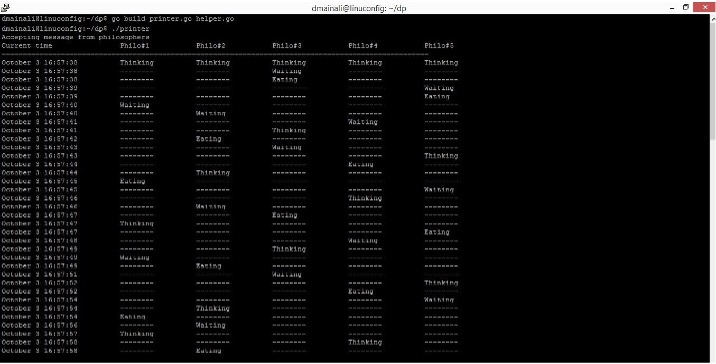 dmainali@linuconfig: ~/dp
dmainali@linuconfig:~/dp$ go build printer.go helper.go
dmainali@linuconfig:~/dp$ ./printer
Accepting message from philosophers
Current time Philo#1 Philo#2 Philo#3 Philo#4 Philo#5
October 3 16:57:38 Thinking Thinking Thinking Thinking Thinking
October 3 16:57:38 -------- -------- Waiting -------- --------
October 3 16:57:38 -------- -------- Eating -------- --------
October 3 16:57:39 -------- -------- -------- -------- Waiting
October 3 16:57:39 -------- -------- -------- -------- Eating
October 3 16:57:40 Waiting -------- -------- -------- --------
October 3 16:57:40 -------- Waiting -------- -------- --------
October 3 16:57:41 -------- -------- -------- Waiting --------
October 3 16:57:41 -------- -------- Thinking -------- --------
October 3 16:57:42 -------- Eating -------- -------- --------
October 3 16:57:43 -------- -------- Waiting -------- --------
October 3 16:57:43 -------- -------- -------- -------- Thinking
October 3 16:57:44 -------- -------- -------- Eating --------
October 3 16:57:44 -------- Thinking -------- -------- --------
October 3 16:57:45 Eating -------- -------- -------- --------
October 3 16:57:45 -------- -------- -------- -------- Waiting
October 3 16:57:46 -------- -------- -------- Thinking --------
October 3 16:57:46 -------- Waiting -------- -------- --------
October 3 16:57:47 -------- -------- Eating -------- --------
October 3 16:57:47 Thinking -------- -------- -------- --------
October 3 16:57:47 -------- -------- -------- -------- Eating
October 3 16:57:48 -------- -------- -------- Waiting --------
October 3 16:57:49 -------- -------- Thinking -------- --------
October 3 16:57:49 Waiting -------- -------- -------- --------
October 3 16:57:49 -------- Eating -------- -------- --------
October 3 16:57:51 -------- -------- Waiting -------- --------
October 3 16:57:52 -------- -------- -------- -------- Thinking
October 3 16:57:52 -------- -------- -------- Eating --------
October 3 16:57:54 -------- -------- -------- -------- Waiting
October 3 16:57:54 -------- Thinking -------- -------- --------
October 3 16:57:54 Eating -------- -------- -------- --------
October 3 16:57:56 -------- Waiting -------- -------- --------
October 3 16:57:57 Thinking -------- -------- -------- --------
October 3 16:57:58 -------- -------- -------- Thinking --------
October 3 16:57:58 -------- Eating -------- -------- --------